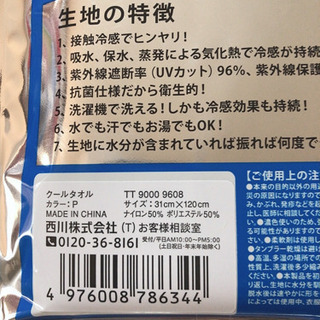 生地の特徴
1、接触冷感でヒンヤリ!
2、吸水、保水、蒸発による気化熱で冷感が持続
3、紫外線遮断率(UVカット)96%、紫外線保護
4、抗菌仕様だから衛生的!
5、洗濯機で洗える!しかも冷感効果も持続!
6、水でも汗でもお湯でもOK!
7、生地に水分が含まれていれば振れば何度で
クールタオル TT 9000 9608
カラー:P サイズ:31cm×120cm
MADE IN CHINA ナイロン50% ポリエステル50%
西川株式会社 (T) お客様相談室
0120-36-8161 受付/平日AM10:00〜PM5:00
(土日祝日・年末年始除く)
4 976008 786344
【ご使用上の注
●本来の目的以外の用途